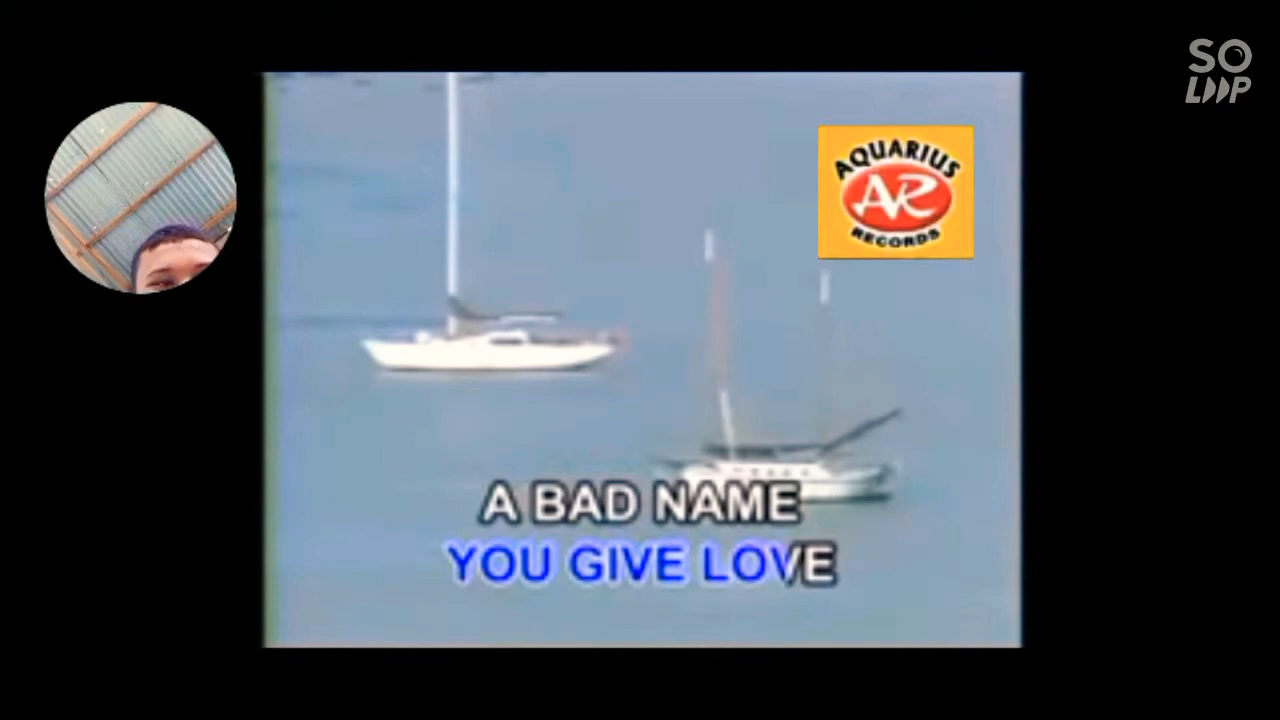 SO
LOOP
AQUARIUS
AR
RECORDS
A BAD NAME
YOU GIVE LOVE